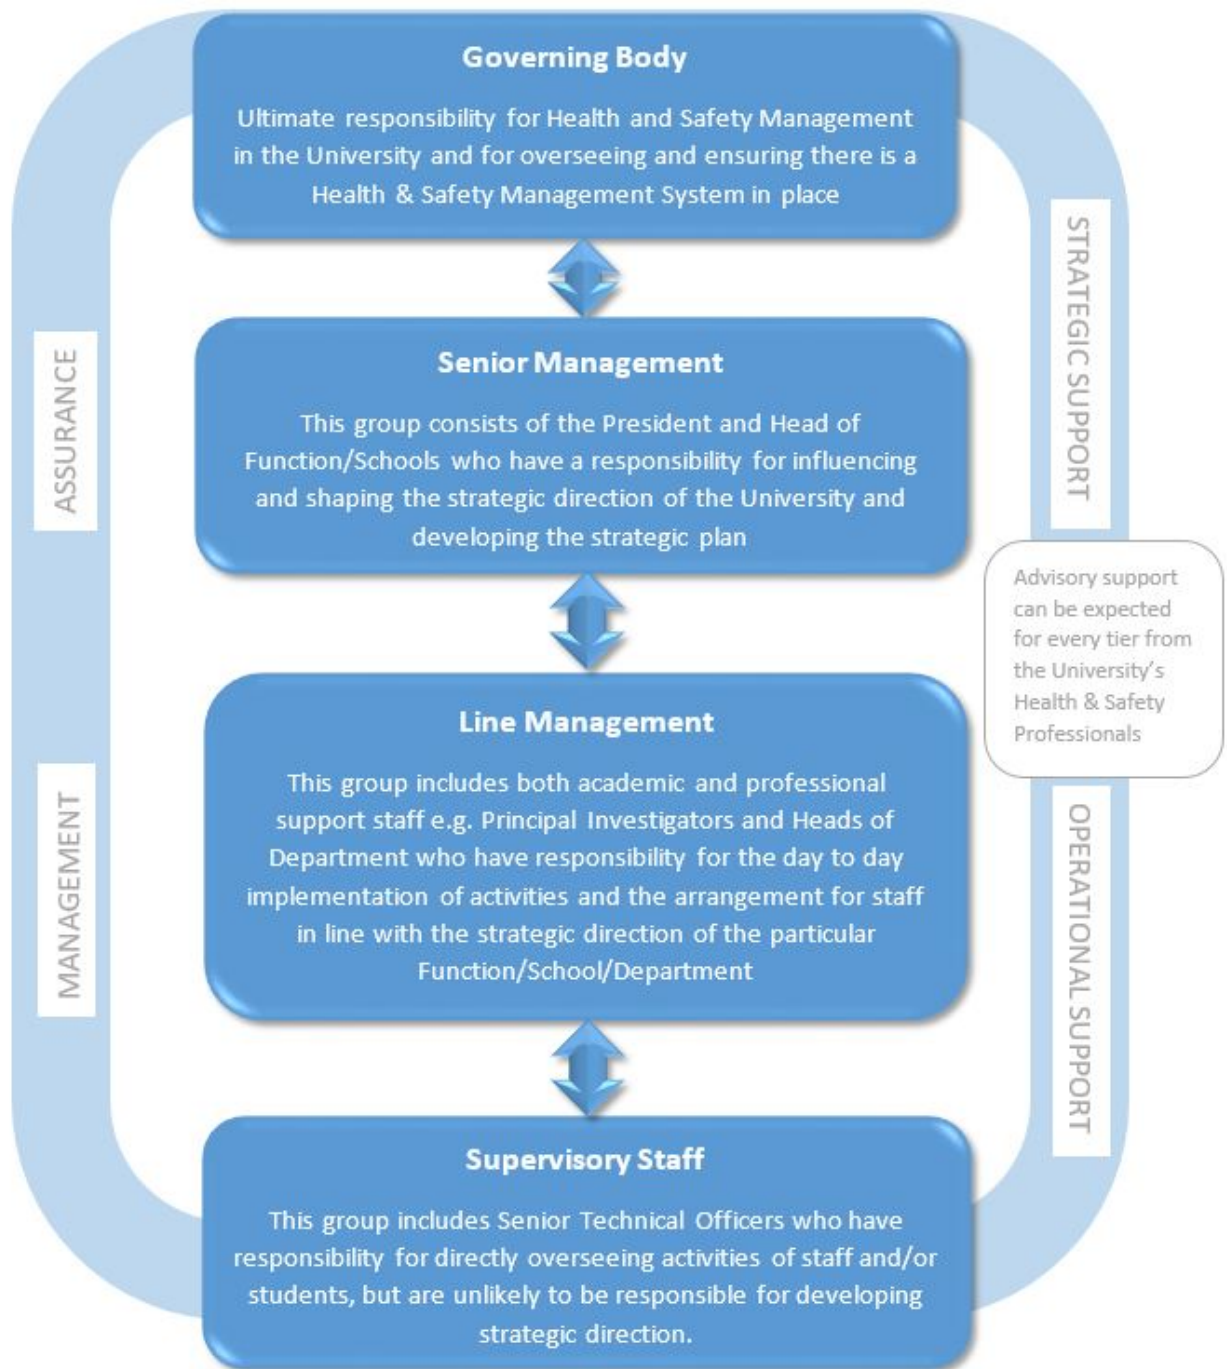 Governing Body
Ultimate responsibility for Health and Safety Management
in the University and for overseeing and ensuring there is a
Health & Safety Management System in place
Senior Management
This group consists of the President and Head of
Function/Schools who have a responsibility for influencing
and shaping the strategic direction of the University and
developing the strategic plan
Line Management
This group includes both academic and professional
support staff e.g. Principal Investigators and Heads of
Department who have responsibility for the day to day
implementation of activities and the arrangement for staff
in line with the strategic direction of the particular
Function/School/Department
Supervisory Staff
This group includes Senior Technical Officers who have
responsibility for directly overseeing activities of staff and/or
students, but are unlikely to be responsible for developing
strategic direction.
ASSURANCE
MANAGEMENT
STRATEGIC SUPPORT
Advisory support
can be expected
for every tier from
the University's
Health & Safety
Professionals
OPERATIONAL SUPPORT